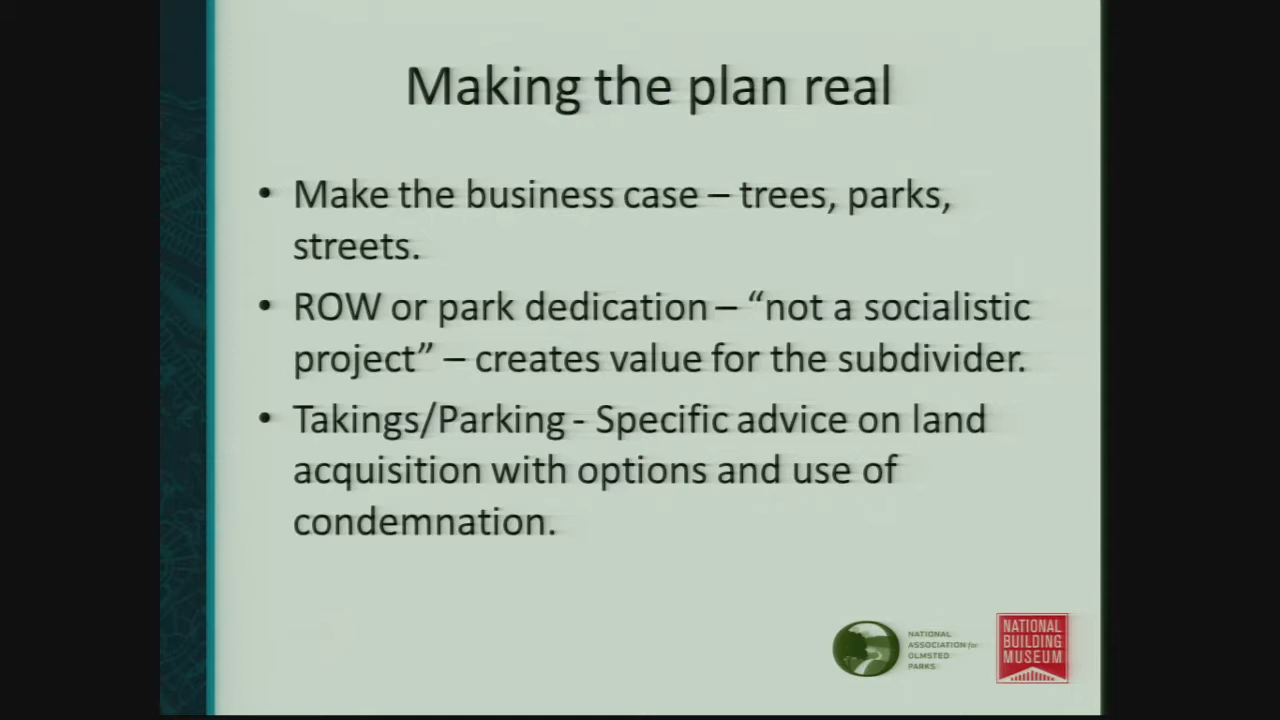 Making the plan real
• Make the business case – trees, parks,
streets.
• ROW or park dedication – “not a socialistic
project” – creates value for the subdivider.
• Takings/Parking - Specific advice on land
acquisition with options and use of
condemnation.
NATIONAL
ASSOCIATION for
OLMSTED
PARKS
NATIONAL
BUILDING
MUSEUM